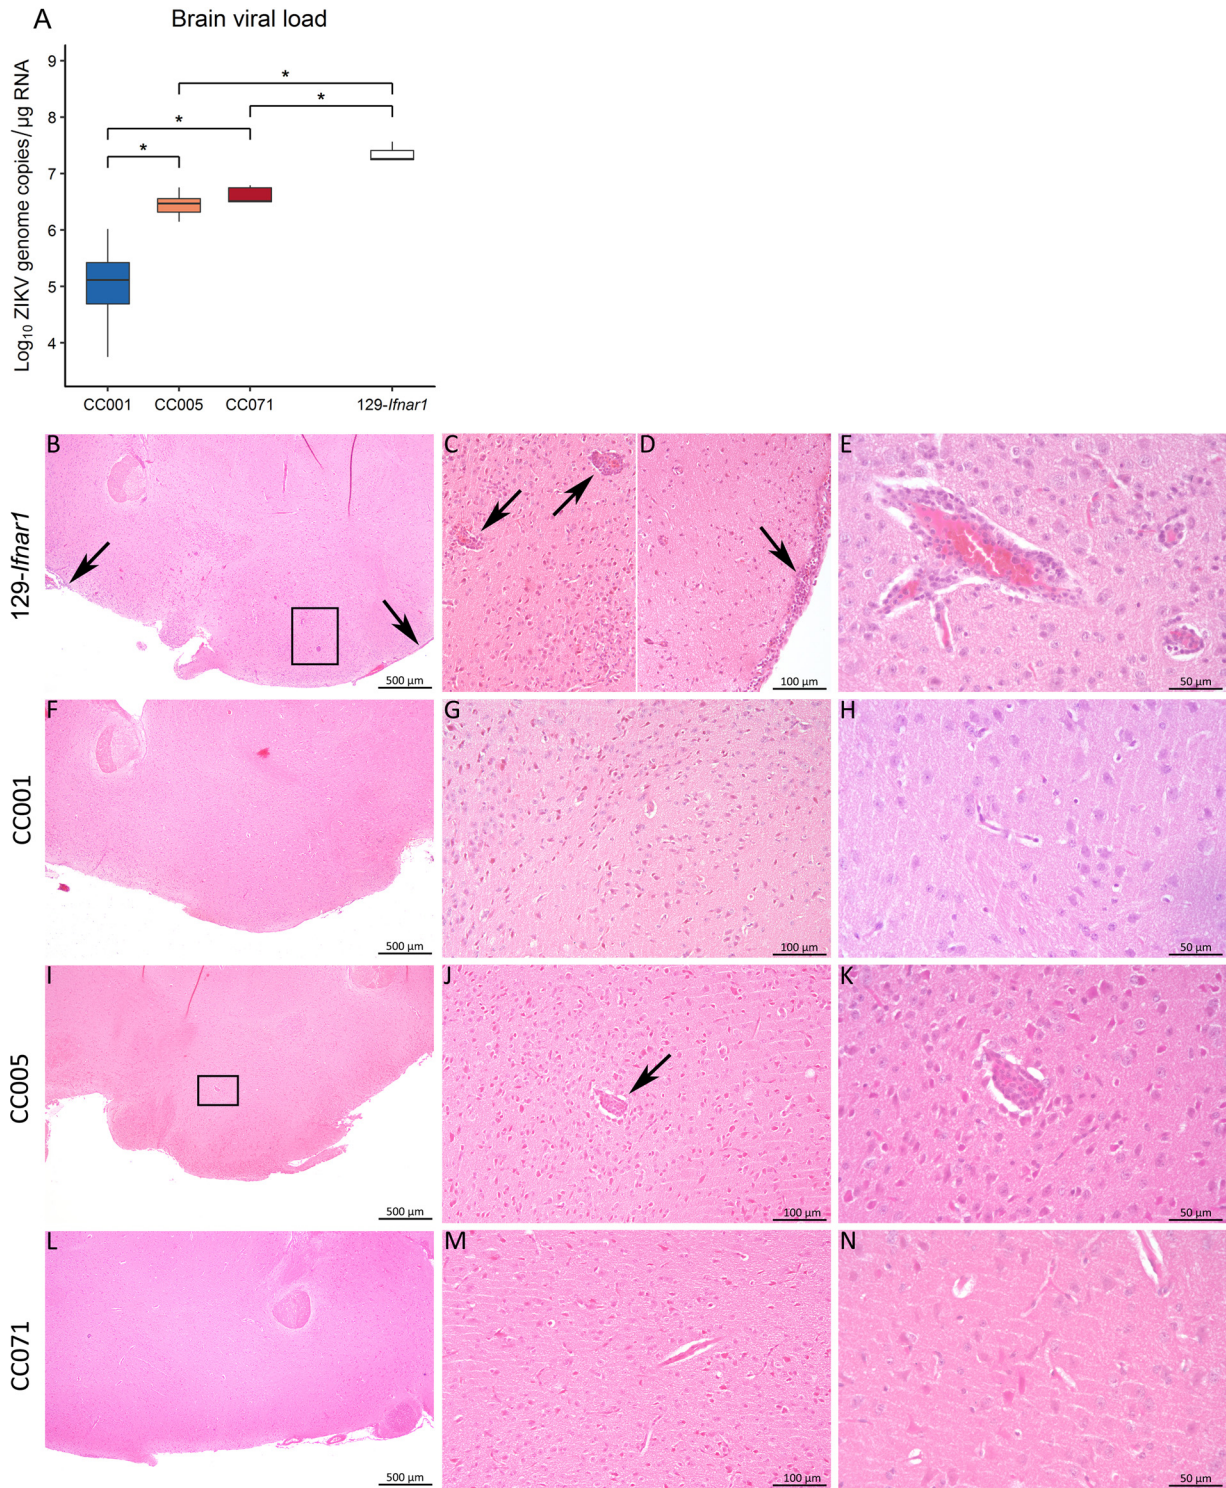 A
Brain viral load
Log₁₀ ZIKV genome copies/μg RNA
9
8
7
6
5
4
*
*
*
*
CC001 CC005 CC071 129-Ifnar1
129-Ifnar1
B
500 μm
C
D
100 μm
E
50 μm
CC001
F
500 μm
G
100 μm
H
50 μm
CC005
I
500 μm
J
100 μm
K
50 μm
CC071
L
500 μm
M
100 μm
N
50 μm